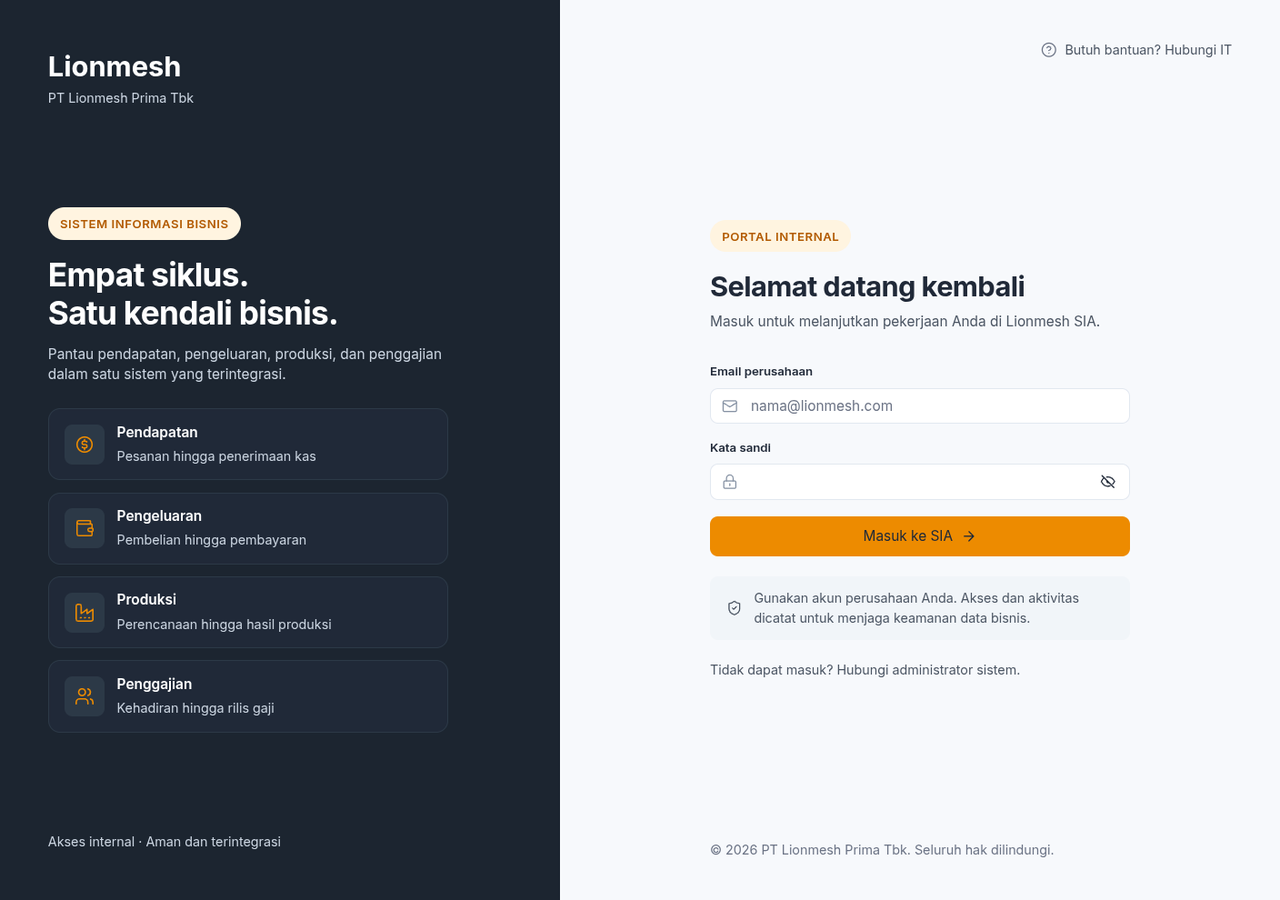 Lionmesh
PT Lionmesh Prima Tbk
SISTEM INFORMASI BISNIS
Empat siklus.
Satu kendali bisnis.
Pantau pendapatan, pengeluaran, produksi, dan penggajian
dalam satu sistem yang terintegrasi.
Pendapatan
Pesanan hingga penerimaan kas
Pengeluaran
Pembelian hingga pembayaran
Produksi
Perencanaan hingga hasil produksi
Penggajian
Kehadiran hingga rilis gaji
Akses internal · Aman dan terintegrasi
Butuh bantuan? Hubungi IT
PORTAL INTERNAL
Selamat datang kembali
Masuk untuk melanjutkan pekerjaan Anda di Lionmesh SIA.
Email perusahaan
nama@lionmesh.com
Kata sandi
Masuk ke SIA
Gunakan akun perusahaan Anda. Akses dan aktivitas
dicatat untuk menjaga keamanan data bisnis.
Tidak dapat masuk? Hubungi administrator sistem.
© 2026 PT Lionmesh Prima Tbk. Seluruh hak dilindungi.